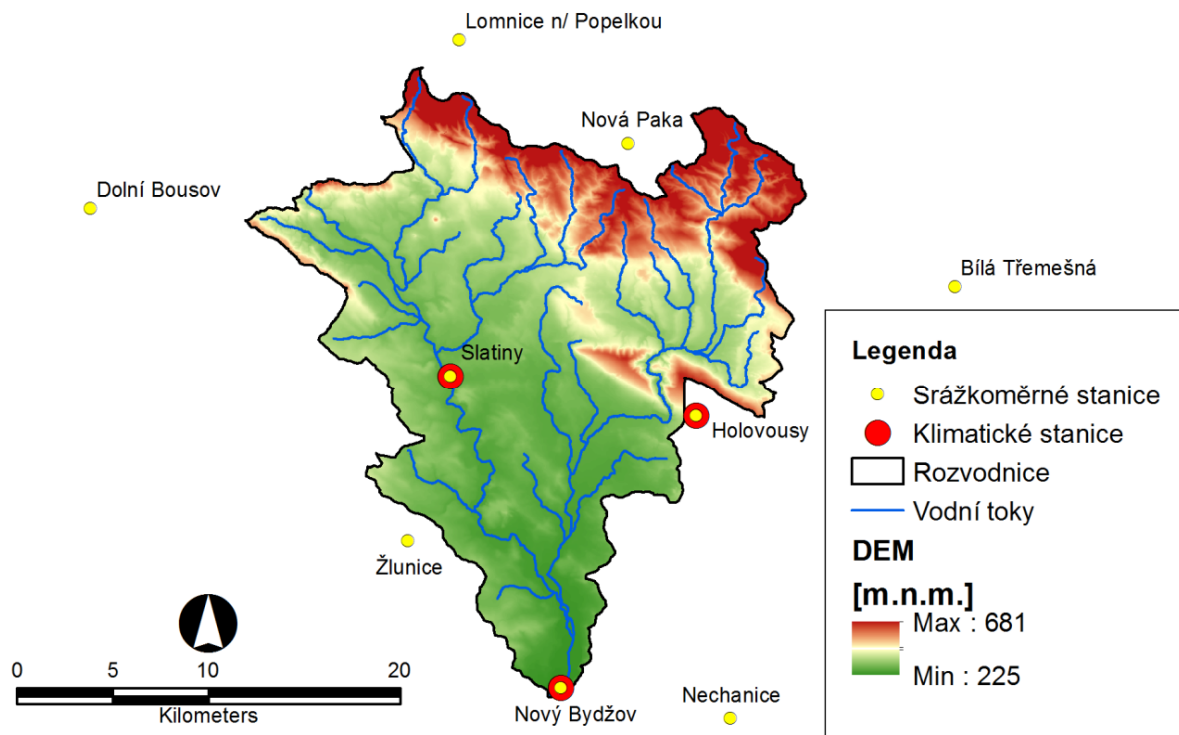 Lomnice n/ Popelkou
Nová Paka
Dolní Bousov
Bílá Třemešná
Slatiny
Holovousy
Žlunice
Nový Bydžov
Nechanice
0 5 10 20
Kilometers
Legenda
Srážkoměrné stanice
Klimatické stanice
Rozvodnice
Vodní toky
DEM
[m.n.m.]
Max : 681
Min : 225